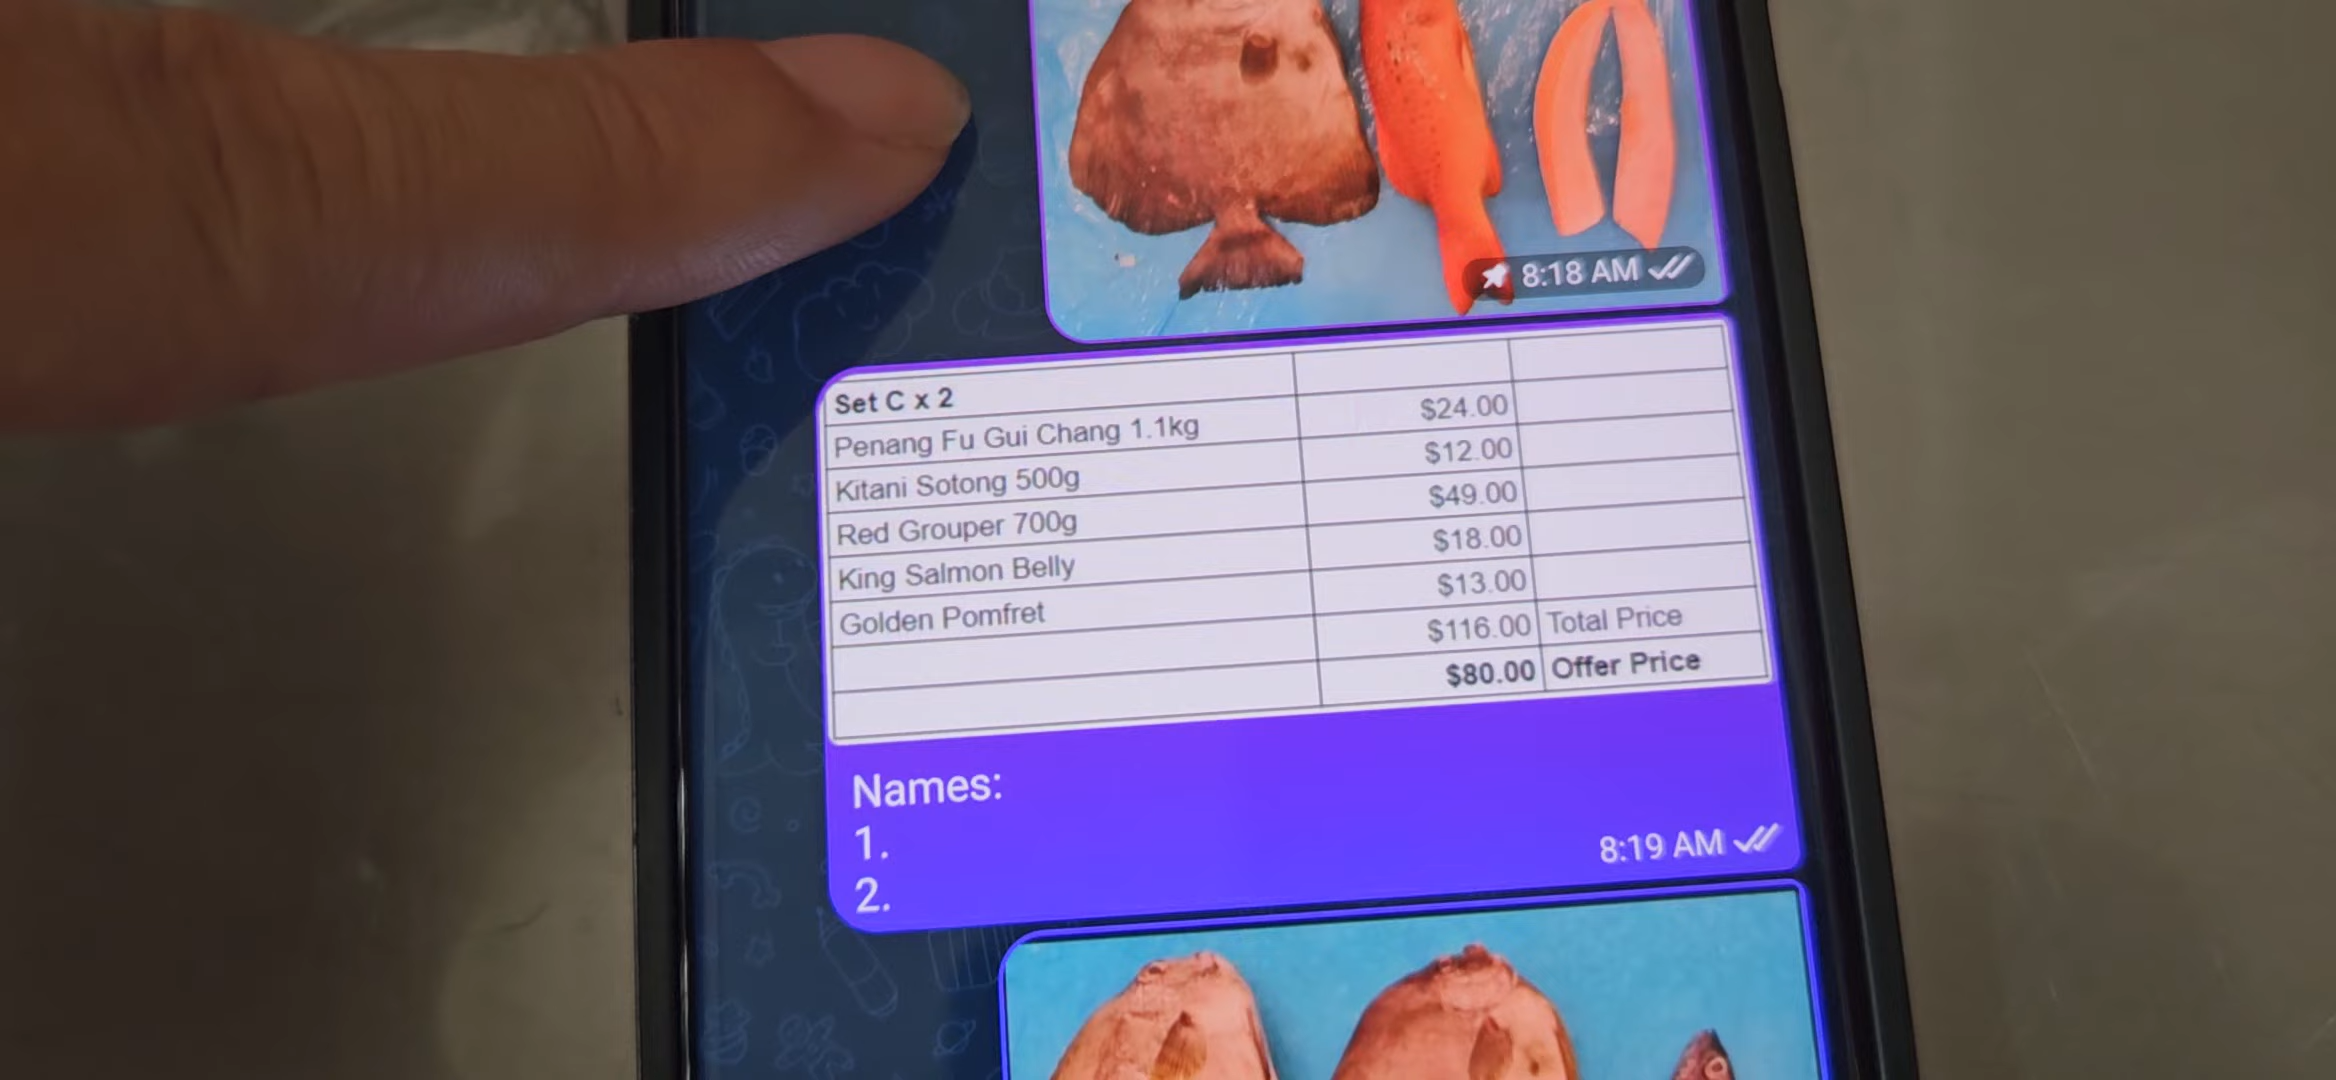 8:18 AM
Set C x 2
Penang Fu Gui Chang 1.1kg $24.00
Kitani Sotong 500g $12.00
Red Grouper 700g $49.00
King Salmon Belly $18.00
Golden Pomfret $13.00
$116.00 Total Price
$80.00 Offer Price
Names:
1.
2.
8:19 AM